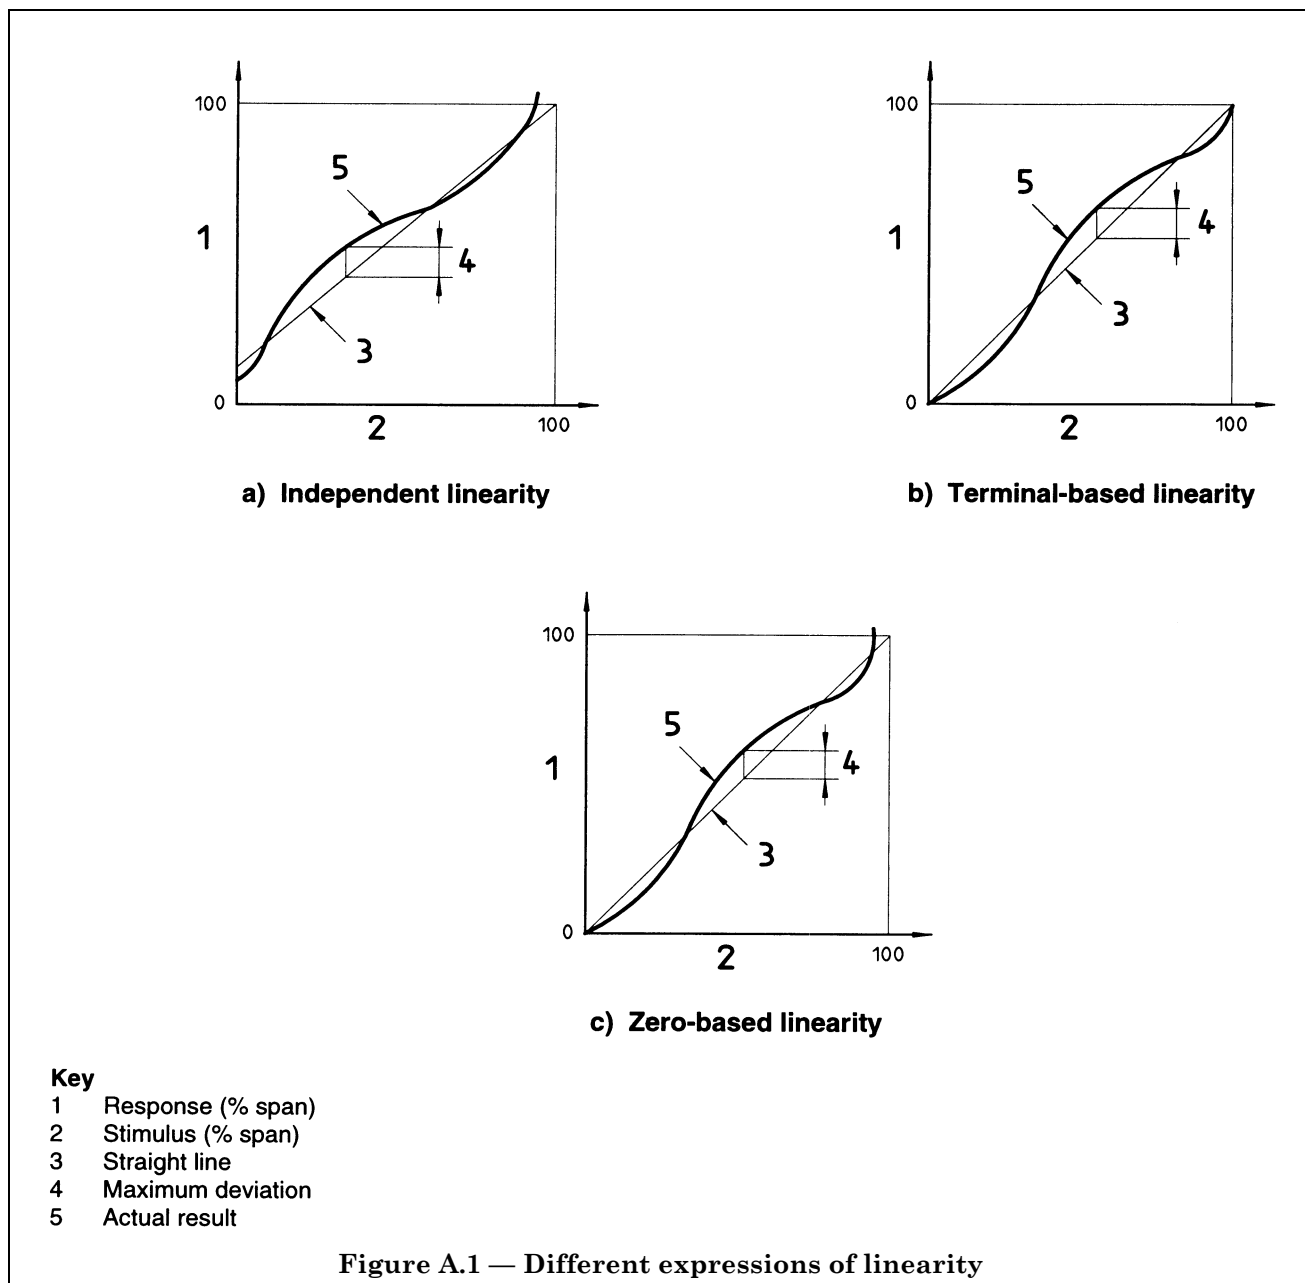 100
5
1
4
3
0
2
100
a) Independent linearity
100
5
1
4
3
0
2
100
b) Terminal-based linearity
100
5
1
4
3
0
2
100
c) Zero-based linearity
Key
1 Response (% span)
2 Stimulus (% span)
3 Straight line
4 Maximum deviation
5 Actual result
Figure A.1 — Different expressions of linearity